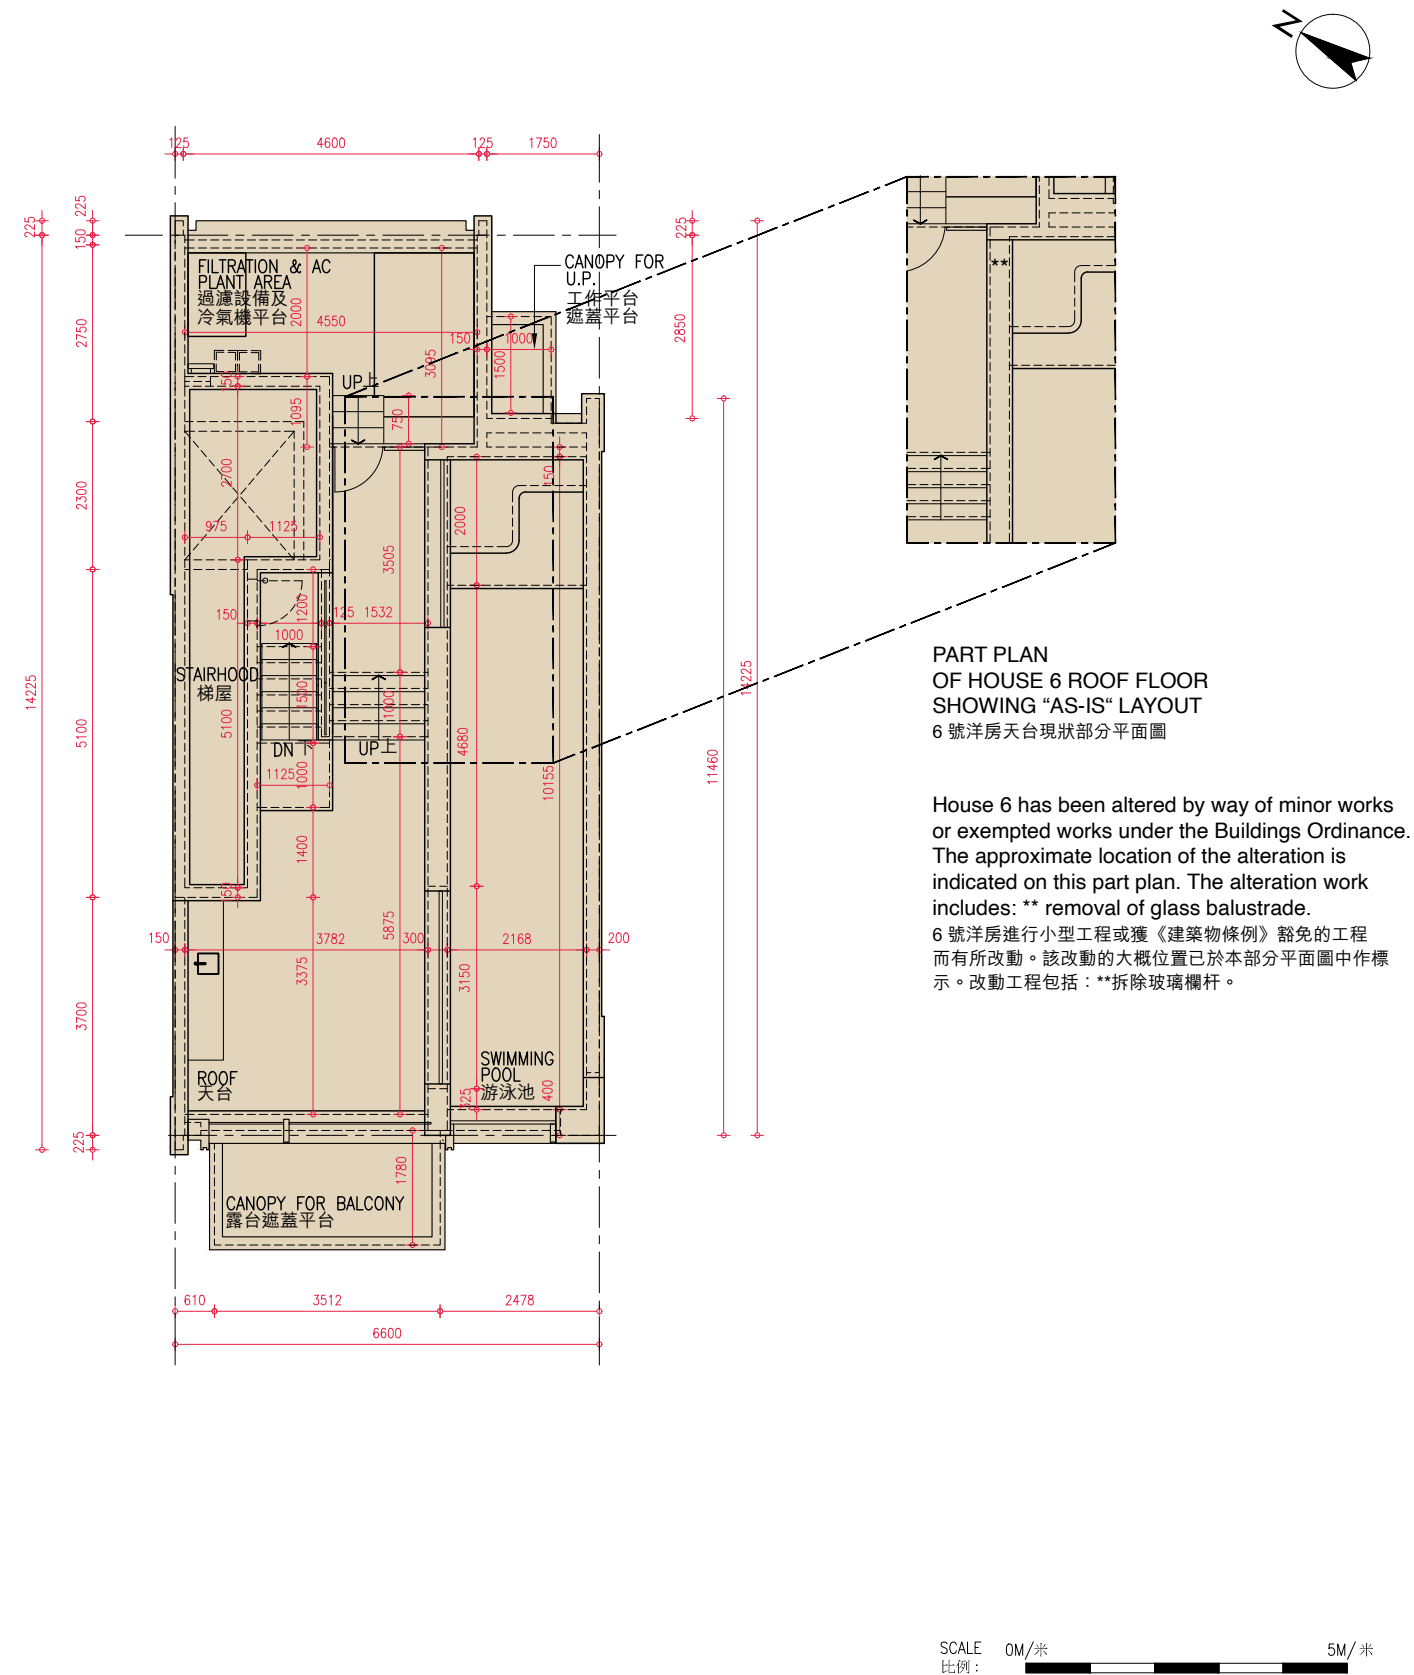 N
125
4600
125
1750
225
225
150
225
FILTRATION & AC
PLANT AREA
過濾設備及
冷氣機平台
2000
4550
3095
CANOPY FOR
U.P.
工作平台
遮蓋平台
150
1000
1500
2750
2850
**
150
1095
UP上
750
2700
150
2300
2000
975
1125
3505
150
1200
125
1532
1000
STAIRHOOD
梯屋
1500
1000
14225
5100
5100
DN下
UP上
4680
10155
14225
11460
1125
1000
1400
150
150
3782
300
2168
200
5875
3375
3150
3700
ROOF
天台
SWIMMING
POOL
游泳池
525
400
225
1780
CANOPY FOR BALCONY
露台遮蓋平台
610
3512
2478
6600
PART PLAN
OF HOUSE 6 ROOF FLOOR
SHOWING “AS-IS“ LAYOUT
6 號洋房天台現狀部分平面圖
House 6 has been altered by way of minor works
or exempted works under the Buildings Ordinance.
The approximate location of the alteration is
indicated on this part plan. The alteration work
includes: ** removal of glass balustrade.
6 號洋房進行小型工程或獲《建築物條例》豁免的工程
而有所改動。該改動的大概位置已於本部分平面圖中作標
示。改動工程包括：**拆除玻璃欄杆。
SCALE 0M/米 5M/米
比例：